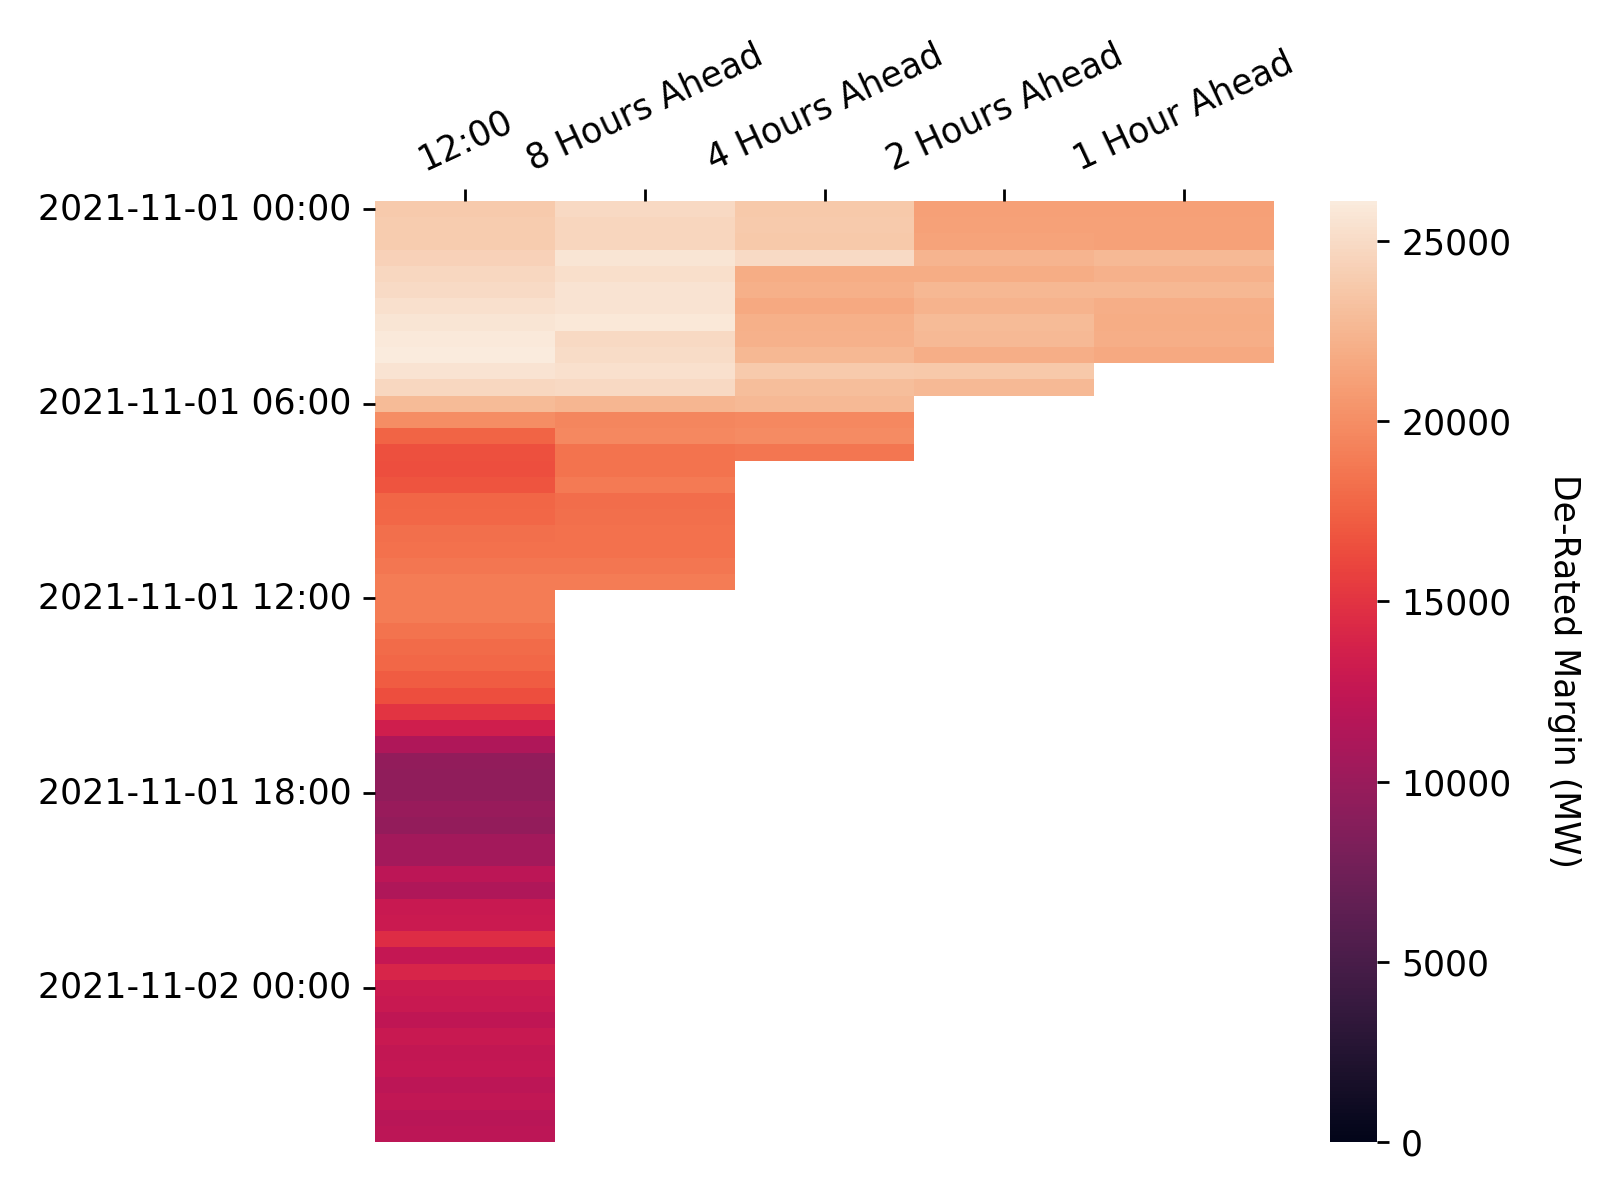 12:00
8 Hours Ahead
4 Hours Ahead
2 Hours Ahead
1 Hour Ahead
2021-11-01 00:00
2021-11-01 06:00
2021-11-01 12:00
2021-11-01 18:00
2021-11-02 00:00
25000
20000
15000
10000
5000
0
De-Rated Margin (MW)